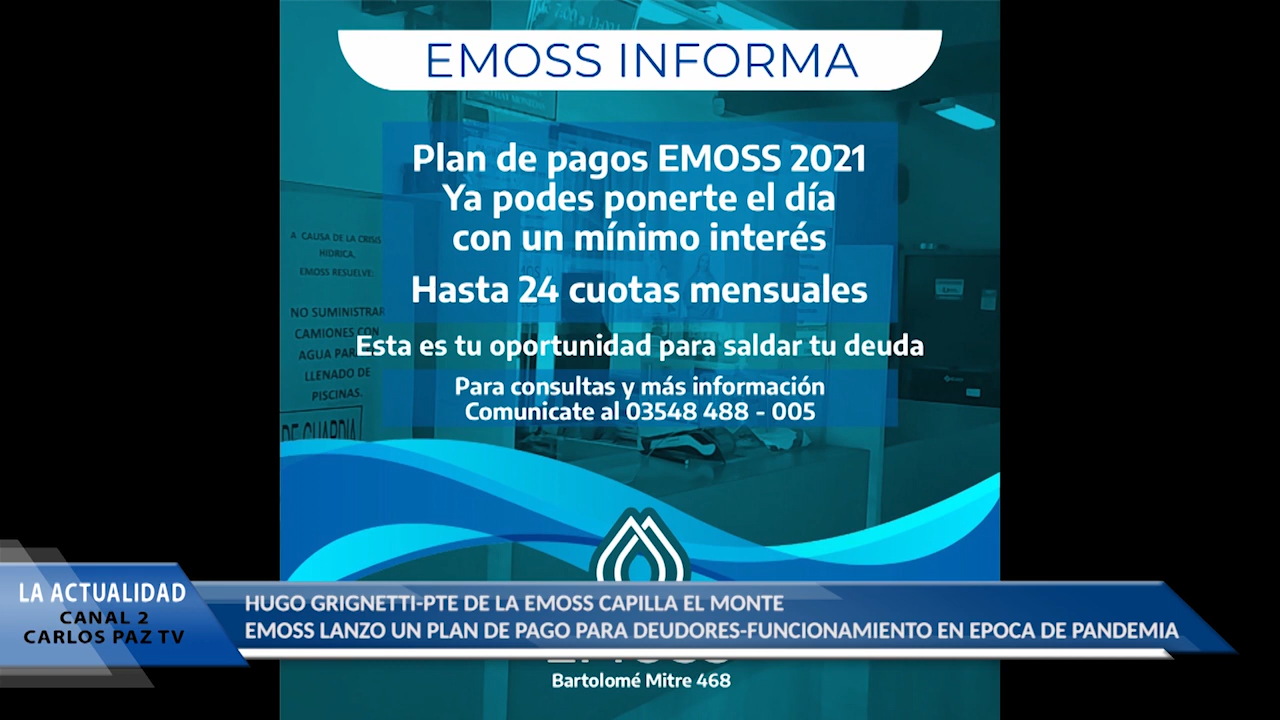 EMOSS INFORMA
Plan de pagos EMOSS 2021
Ya podes ponerte el día
con un mínimo interés
Hasta 24 cuotas mensuales
Esta es tu oportunidad para saldar tu deuda
Para consultas y más información
Comunicate al 03548 488 - 005
A CAUSA DE LA CRISIS
HIDRICA,
EMOSS RESUELVE:
NO SUMINISTRAR
CAMIONES CON
AGUA PARA
LLENADO DE
PISCINAS.
DE GUARDIA
LA ACTUALIDAD
CANAL 2
CARLOS PAZ TV
HUGO GRIGNETTI-PTE DE LA EMOSS CAPILLA EL MONTE
EMOSS LANZO UN PLAN DE PAGO PARA DEUDORES-FUNCIONAMIENTO EN EPOCA DE PANDEMIA
Bartolomé Mitre 468